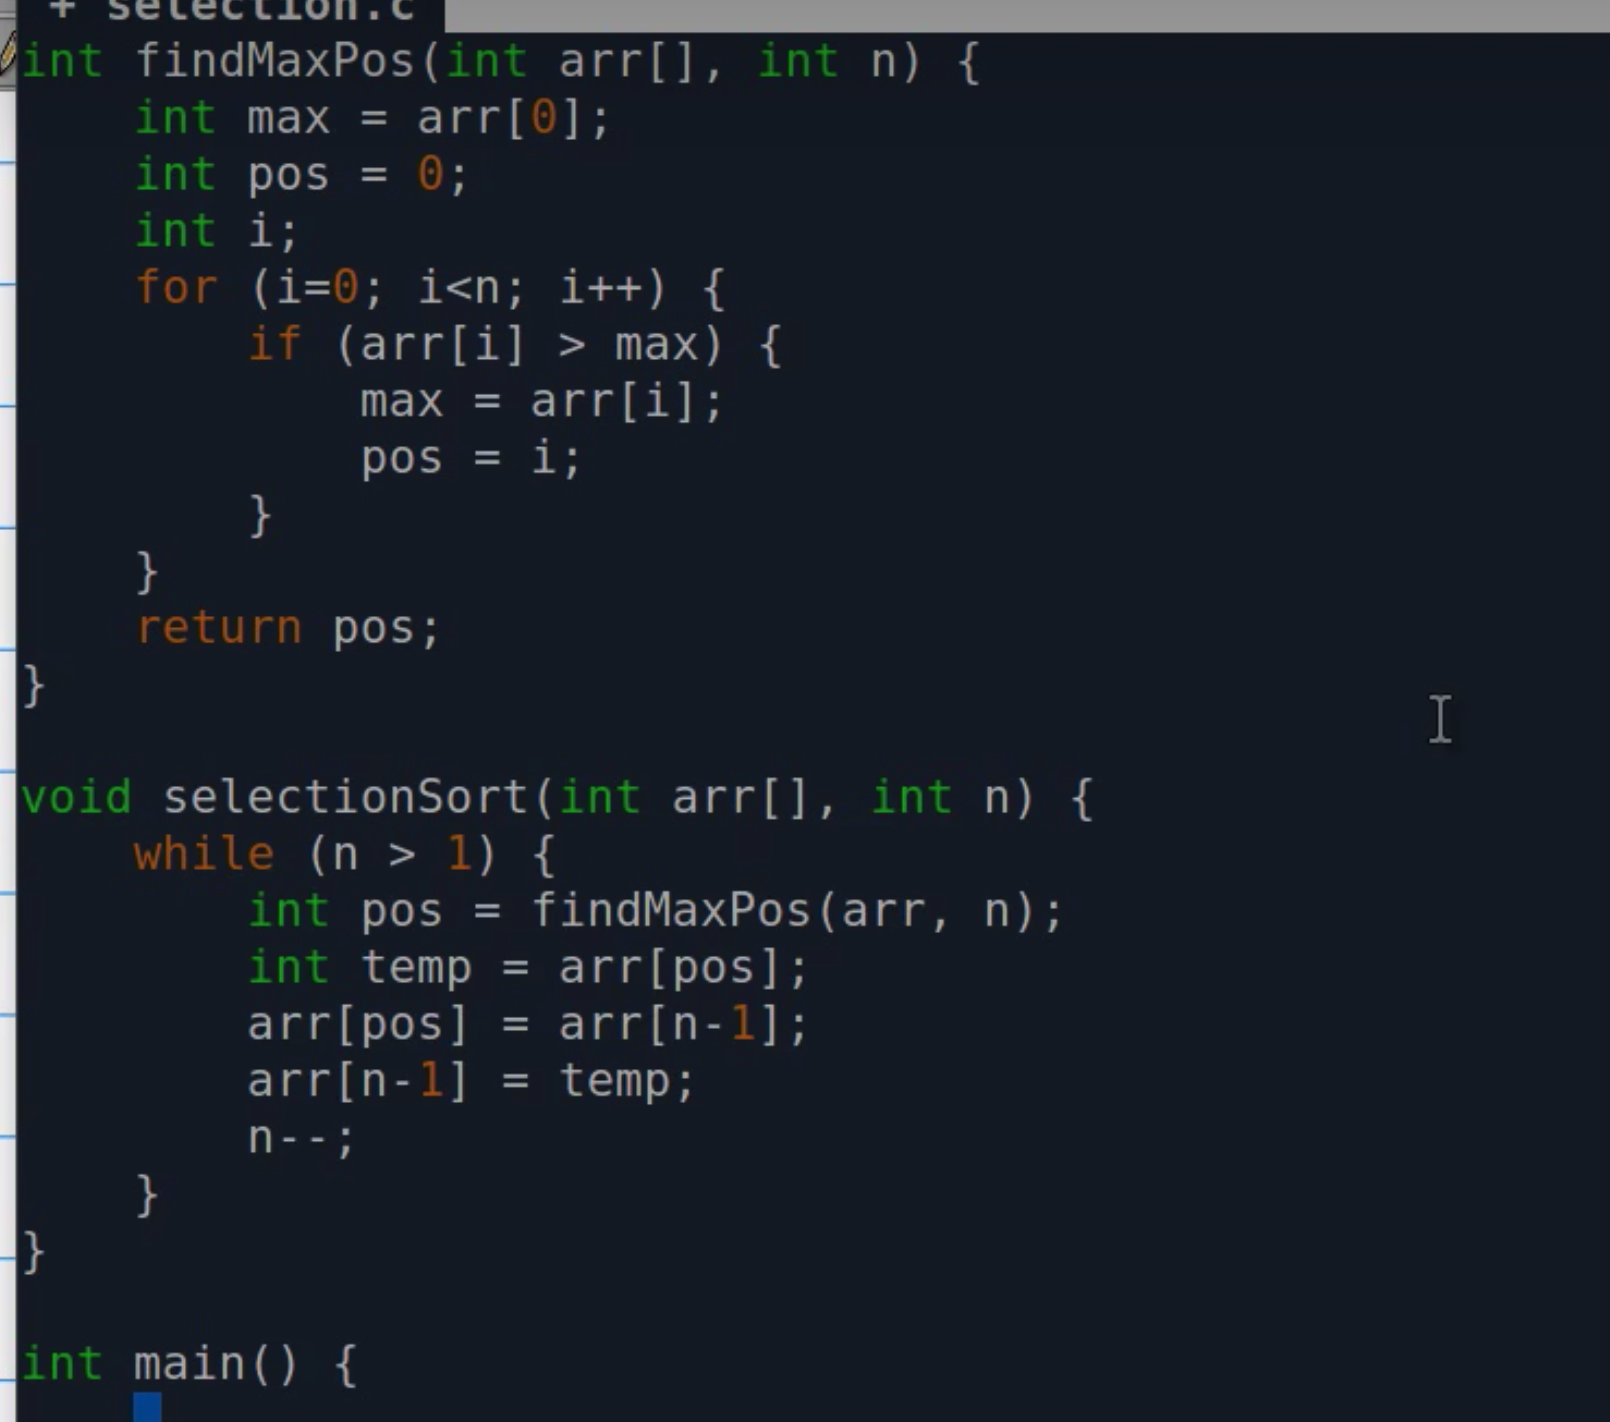 + selection.c
int findMaxPos(int arr[], int n) {
    int max = arr[0];
    int pos = 0;
    int i;
    for (i=0; i<n; i++) {
        if (arr[i] > max) {
            max = arr[i];
            pos = i;
        }
    }
    return pos;
}

void selectionSort(int arr[], int n) {
    while (n > 1) {
        int pos = findMaxPos(arr, n);
        int temp = arr[pos];
        arr[pos] = arr[n-1];
        arr[n-1] = temp;
        n--;
    }
}

int main() {